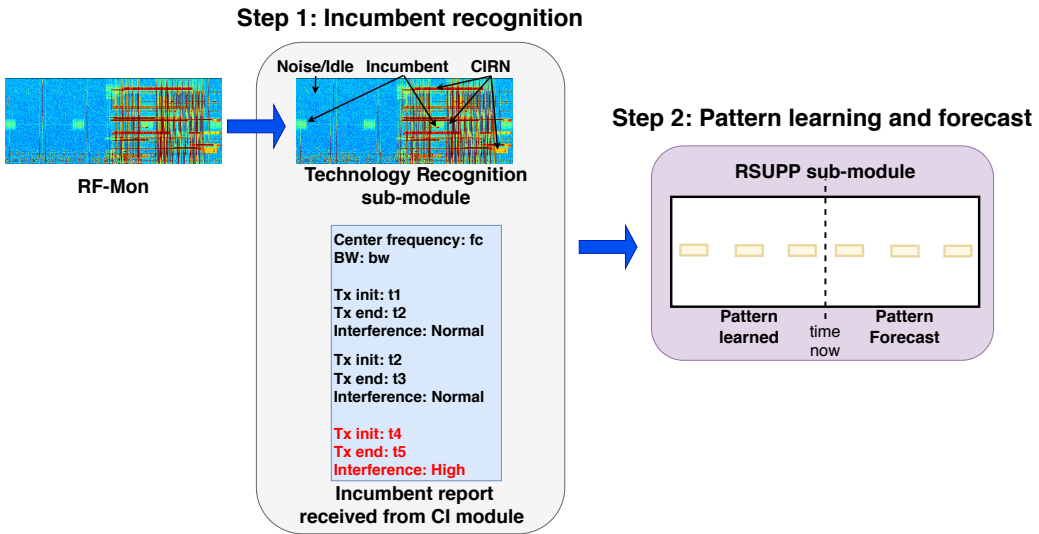 Step 1: Incumbent recognition
Noise/Idle Incumbent CIRN
RF-Mon
Technology Recognition
sub-module
Center frequency: fc
BW: bw
Tx init: t1
Tx end: t2
Interference: Normal
Tx init: t2
Tx end: t3
Interference: Normal
Tx init: t4
Tx end: t5
Interference: High
Incumbent report
received from CI module
Step 2: Pattern learning and forecast
RSUPP sub-module
Pattern
learned
time
now
Pattern
Forecast